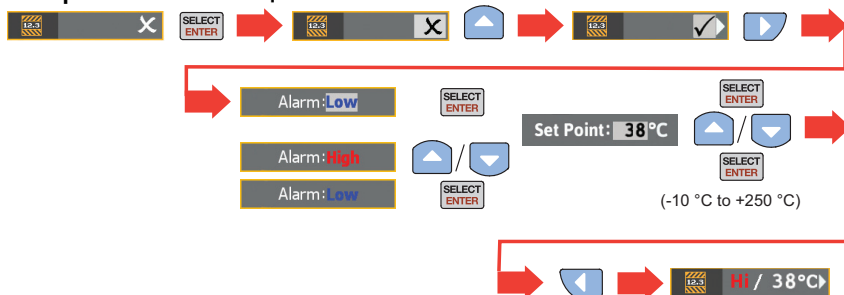 12.3
SELECT
ENTER
12.3
12.3
Alarm:Low
SELECT
ENTER
Alarm:High
Alarm:Low
SELECT
ENTER
Set Point: 38°C
SELECT
ENTER
/
/
SELECT
ENTER
(-10 °C to +250 °C)
12.3 Hi / 38°C